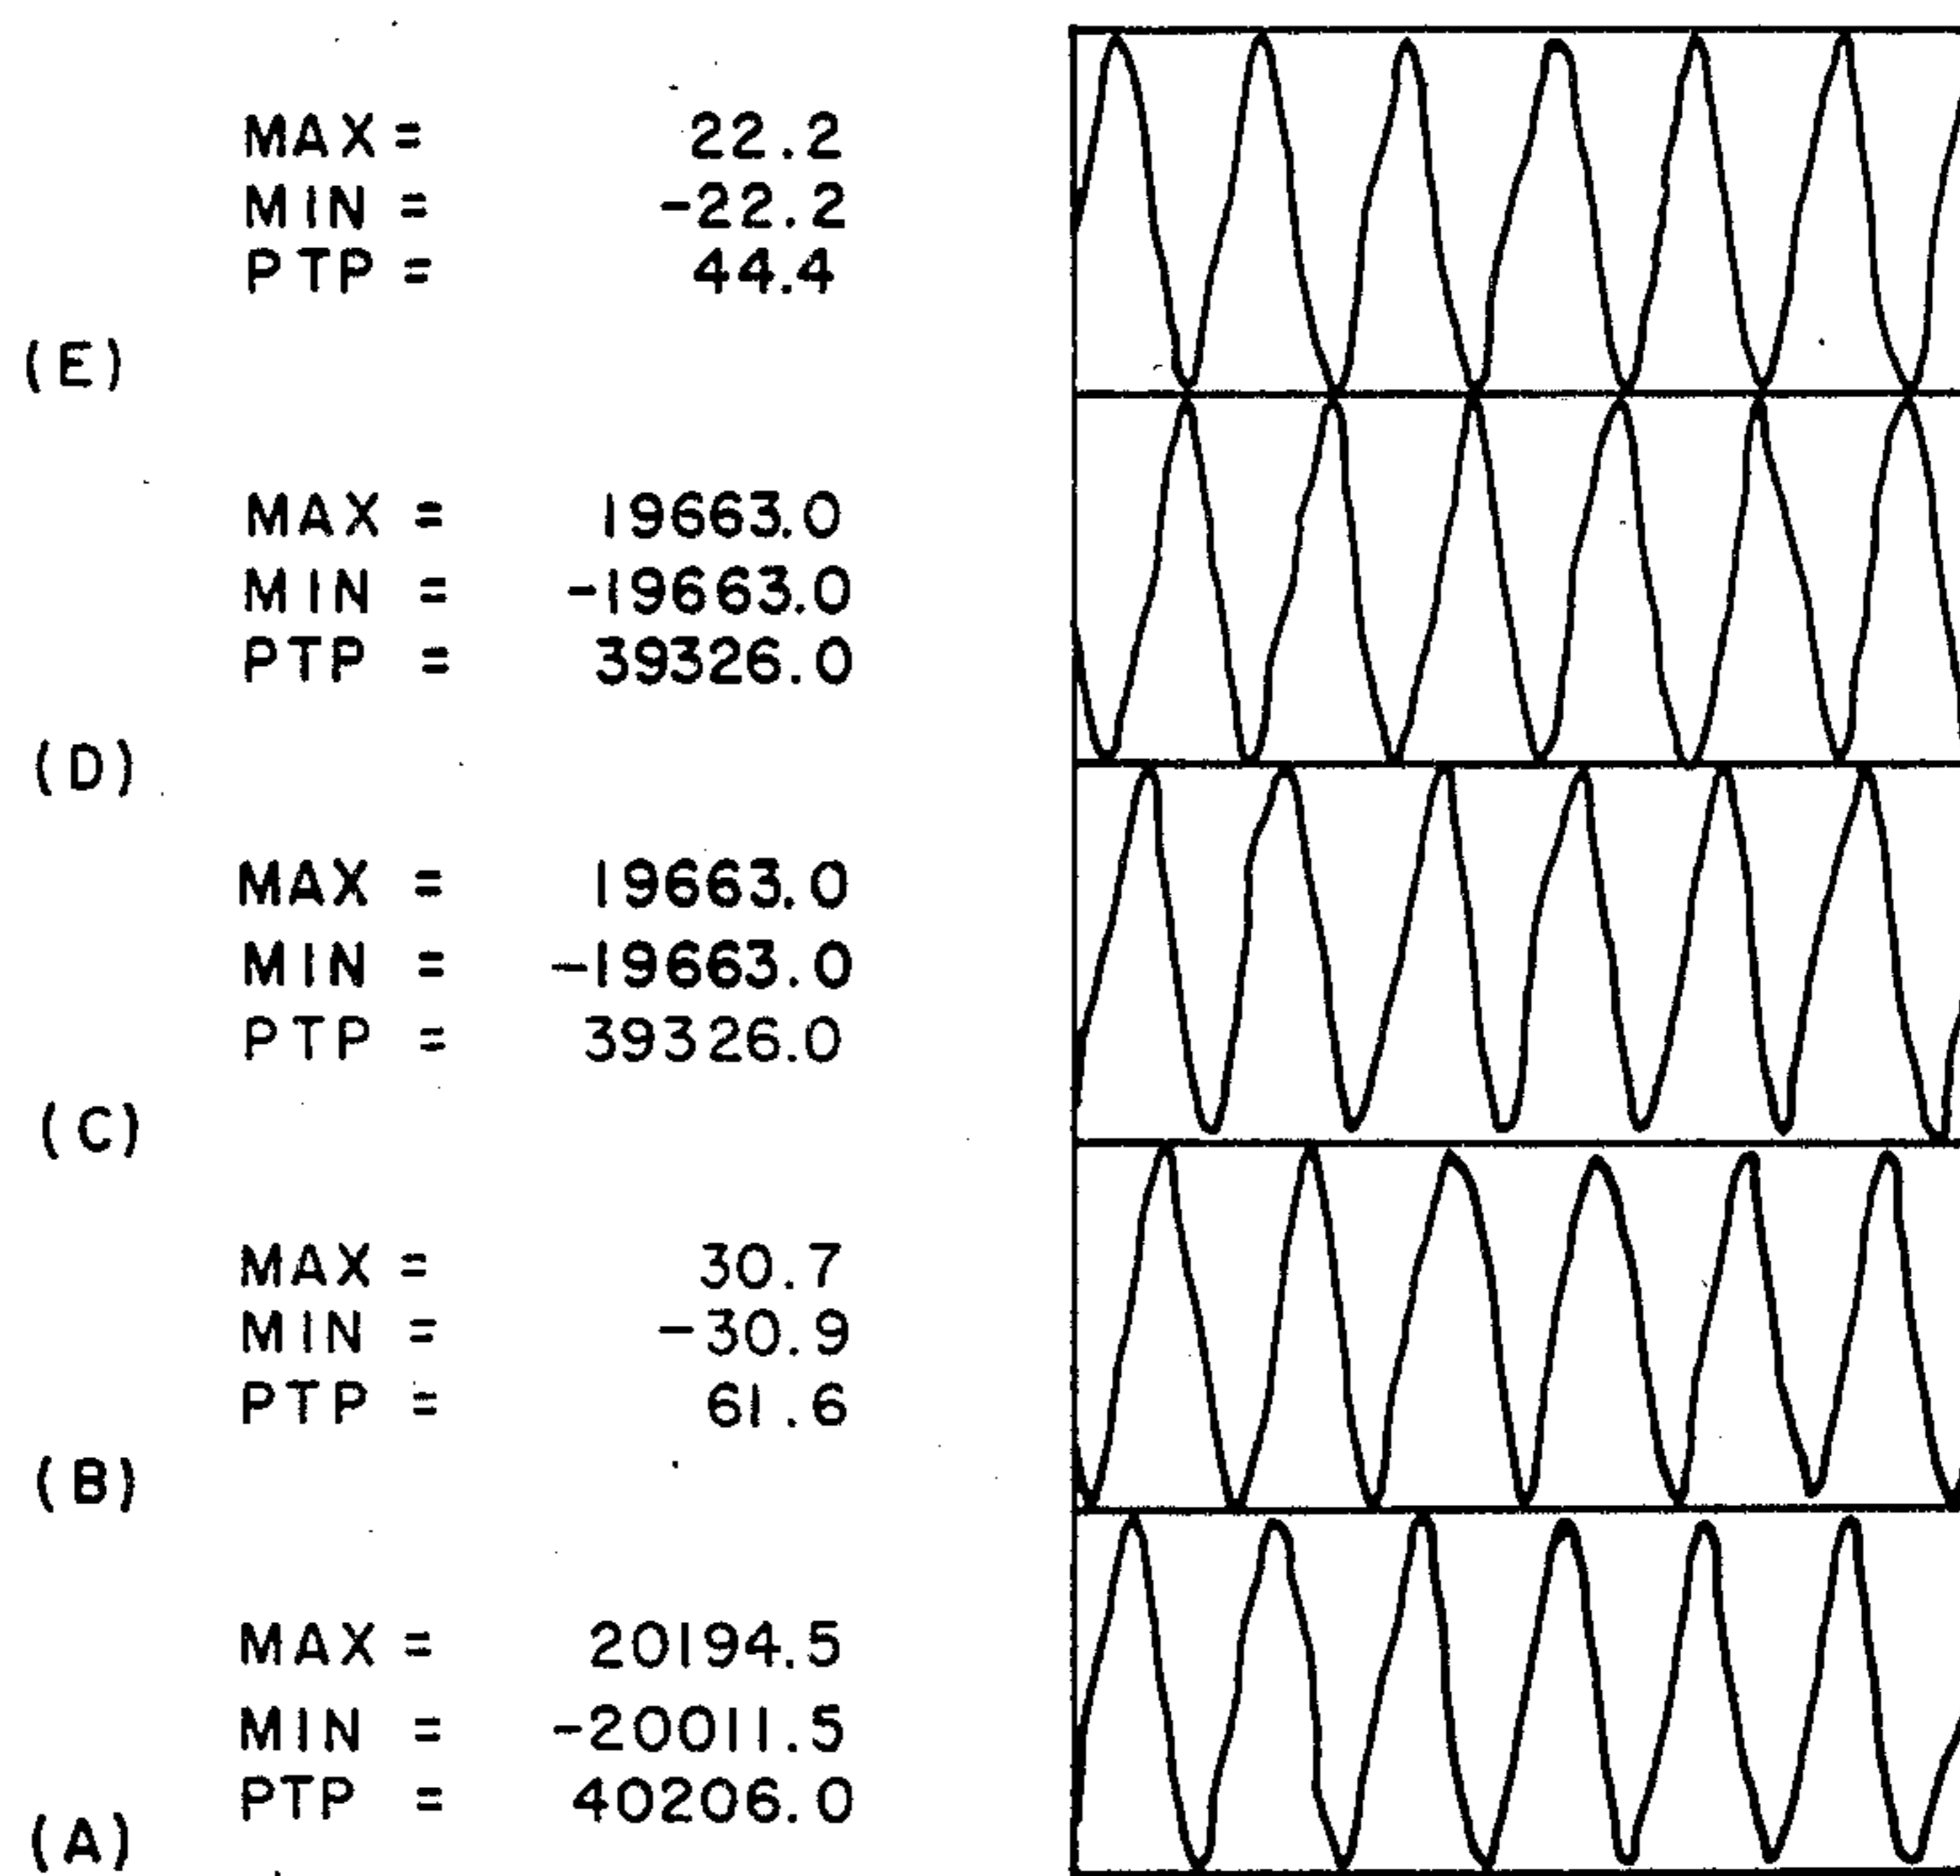 MAX= 22.2
MIN = -22.2
PTP = 44.4
(E)
MAX = 19663.0
MIN = -19663.0
PTP = 39326.0
(D)
MAX = 19663.0
MIN = -19663.0
PTP = 39326.0
(C)
MAX = 30.7
MIN = -30.9
PTP = 61.6
(B)
MAX = 20194.5
MIN = -20011.5
PTP = 40206.0
(A)